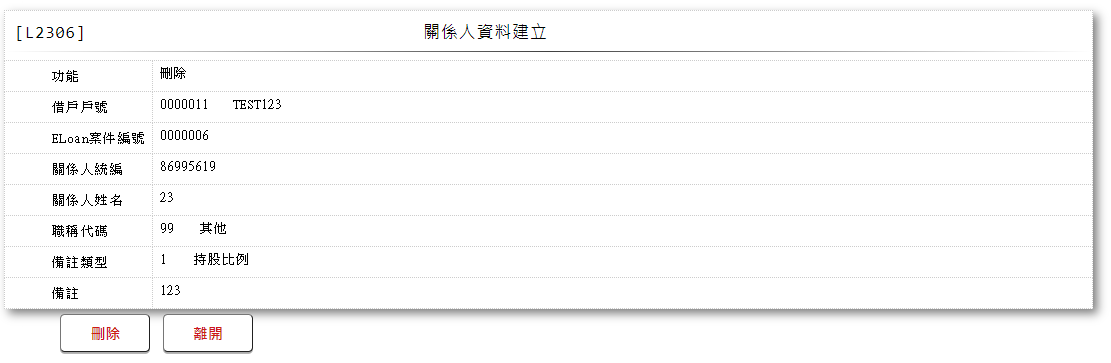 [L2306] 關係人資料建立
功能 刪除
借戶戶號 0000011 TEST123
ELoan案件編號 0000006
關係人統編 86995619
關係人姓名 23
職稱代碼 99 其他
備註類型 1 持股比例
備註 123
刪除 離開